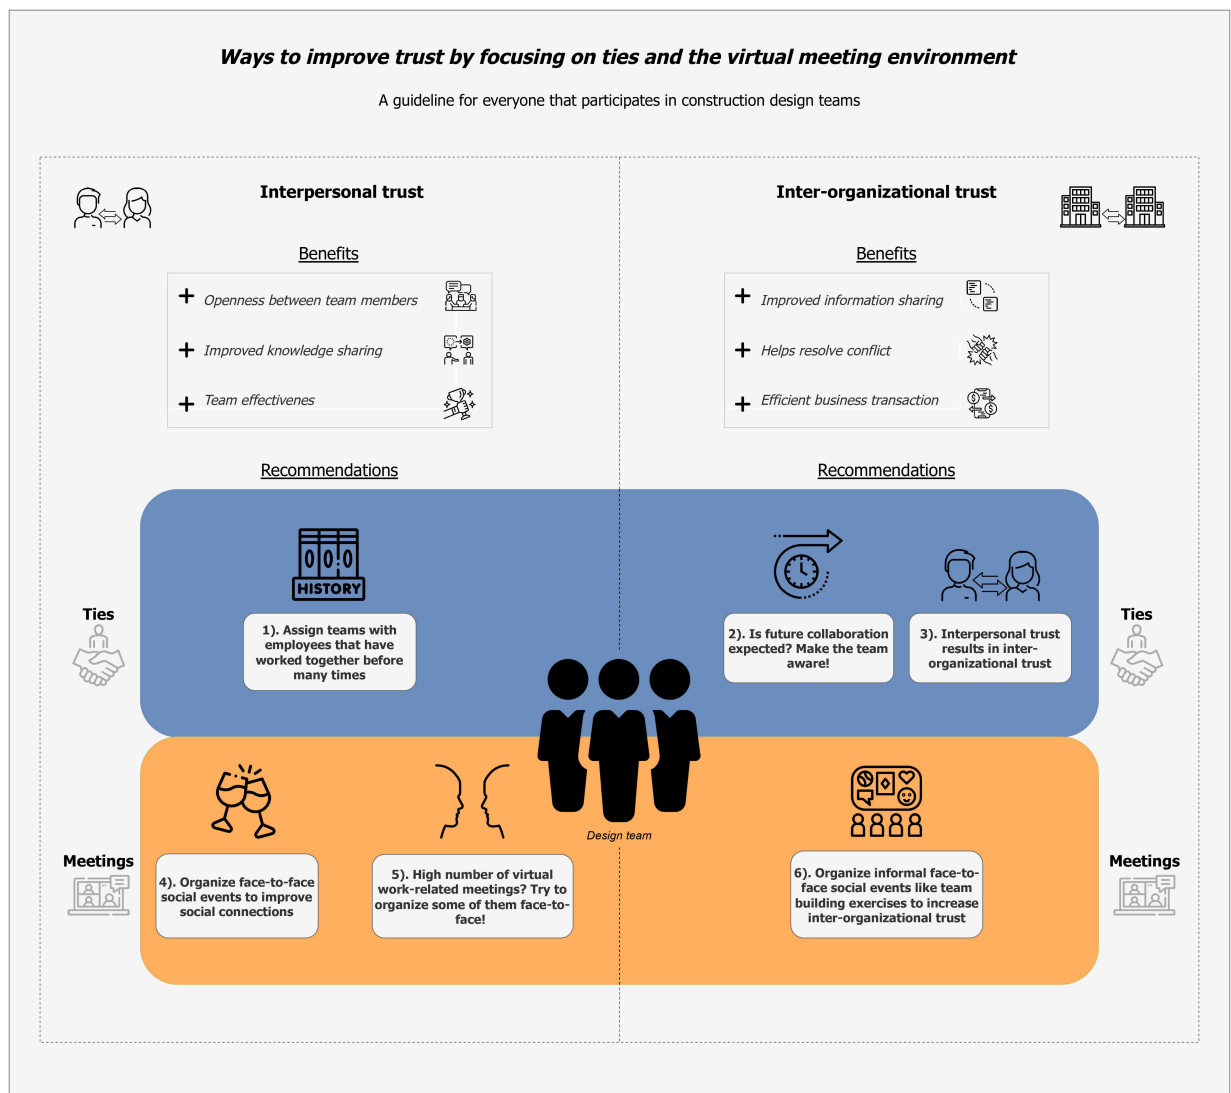 Ways to improve trust by focusing on ties and the virtual meeting environment
A guideline for everyone that participates in construction design teams
Interpersonal trust
Benefits
Openness between team members
Improved knowledge sharing
Team effectivenes
Recommendations
Inter-organizational trust
Benefits
Improved information sharing
Helps resolve conflict
Efficient business transaction
Recommendations
Ties
HISTORY
1). Assign teams with
employees that have
worked together before
many times
2). Is future collaboration
expected? Make the team
aware!
3). Interpersonal trust
results in inter-
organizational trust
Ties
Design team
Meetings
4). Organize face-to-face
social events to improve
social connections
5). High number of virtual
work-related meetings? Try to
organize some of them face-to-
face!
6). Organize informal face-to-
face social events like team
building exercises to increase
inter-organizational trust
Meetings